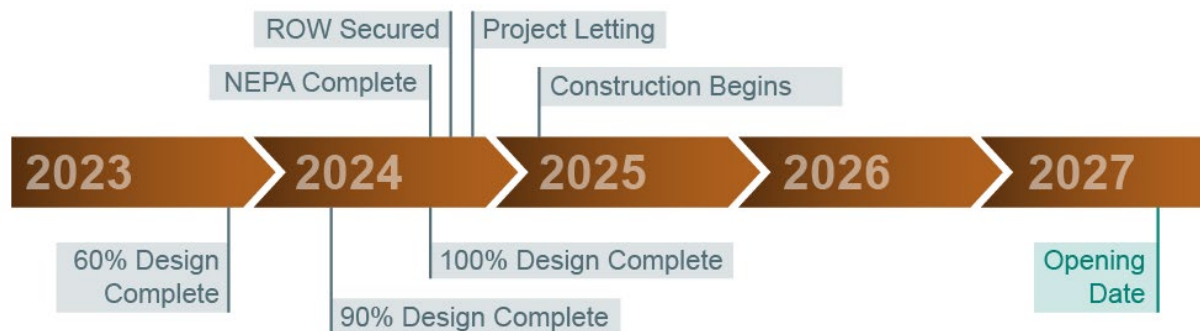 ROW Secured
Project Letting
NEPA Complete
Construction Begins
2023
2024
2025
2026
2027
60% Design
Complete
100% Design Complete
90% Design Complete
Opening
Date